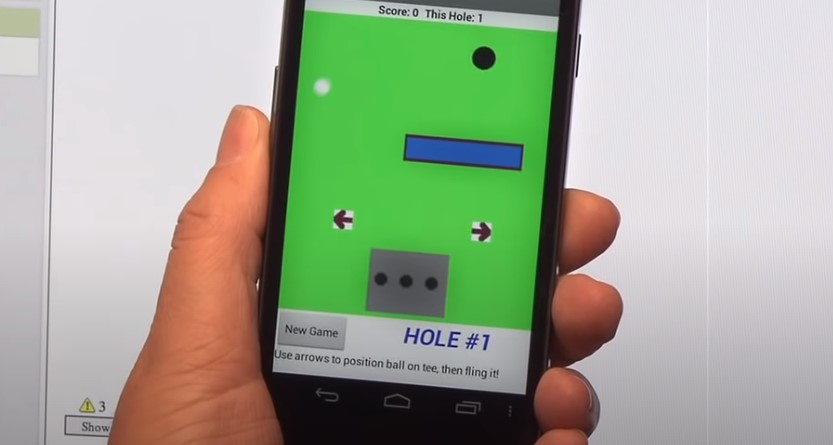 Score: 0 This Hole: 1
New Game
HOLE #1
Use arrows to position ball on tee, then fling it!
3
Show